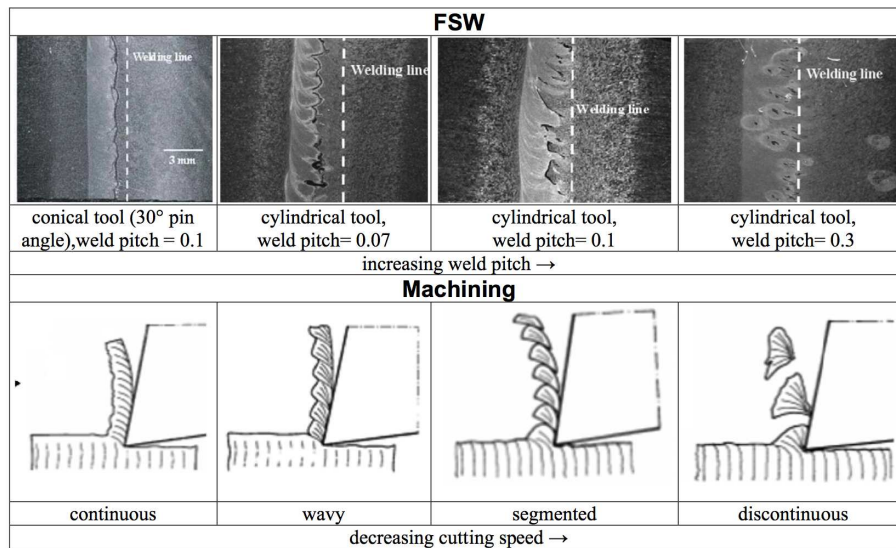 FSW
Welding line
3 mm
Welding line
Welding line
Welding line
conical tool (30° pin
angle),weld pitch = 0.1
cylindrical tool,
weld pitch= 0.07
cylindrical tool,
weld pitch= 0.1
cylindrical tool,
weld pitch= 0.3
increasing weld pitch →
Machining
continuous
wavy
segmented
discontinuous
decreasing cutting speed →